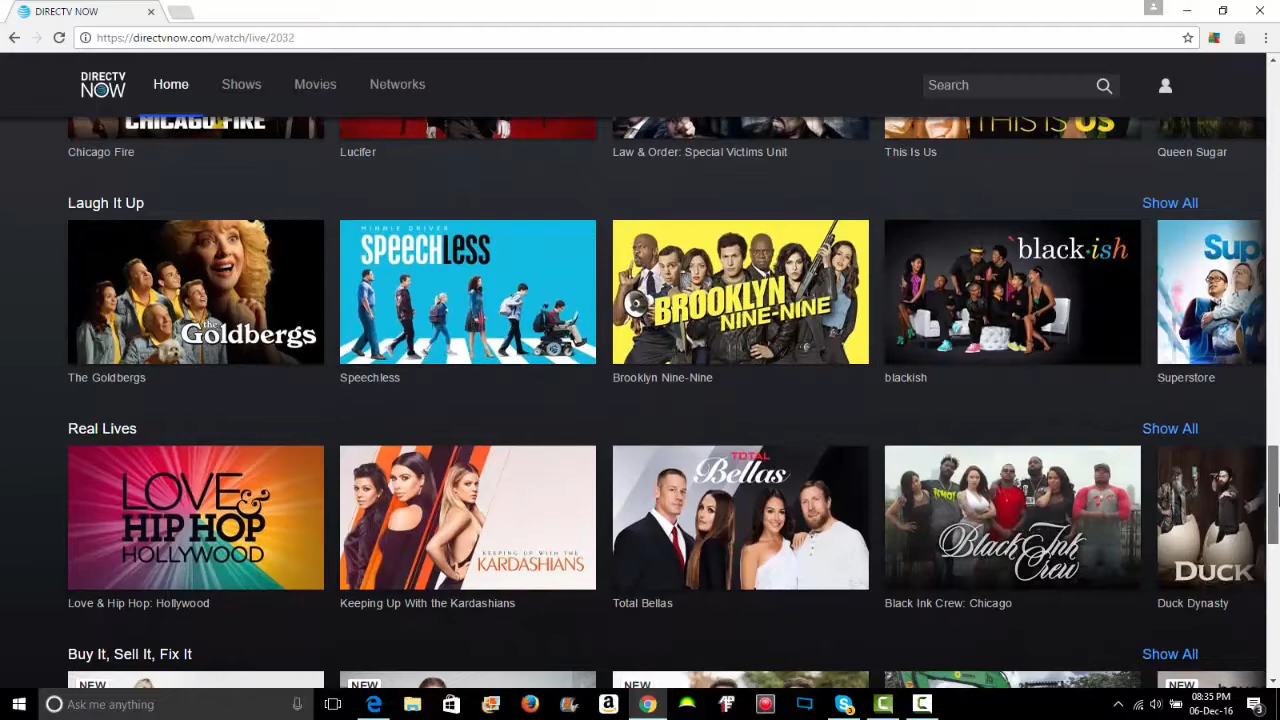 DIRECTV NOW
https://directvnow.com/watch/live/2032
DIRECTV
NOW
Home
Shows
Movies
Networks
Search
CHICAGO FIRE
THIS IS US
Chicago Fire
Lucifer
Law & Order: Special Victims Unit
This Is Us
Queen Sugar
Laugh It Up
Show All
the
Goldbergs
MINNIE DRIVER
SPEECHLESS
BROOKLYN
NINE-NINE
`black·ish
Sup
The Goldbergs
Speechless
Brooklyn Nine-Nine
blackish
Superstore
Real Lives
Show All
LOVE &
HIP HOP
HOLLYWOOD
KEEPING UP WITH THE
KARDASHIANS
TOTAL
Bellas
Black Ink
Crew
DUCK
Love & Hip Hop: Hollywood
Keeping Up With the Kardashians
Total Bellas
Black Ink Crew: Chicago
Duck Dynasty
Buy It, Sell It, Fix It
Show All
NEW
NEW
NEW
NEW
Ask me anything
08:35 PM
06-Dec-16